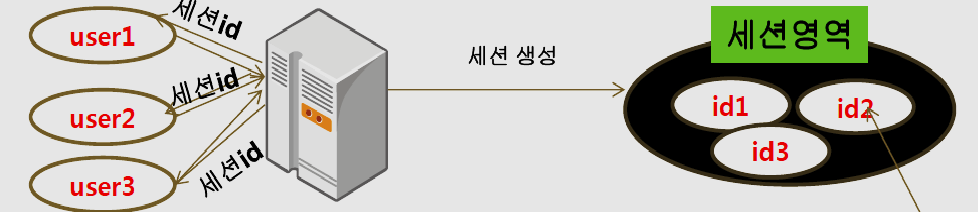 user1
세션id
user2
세션id
user3
세션id
세션 생성
세션영역
id1
id2
id3